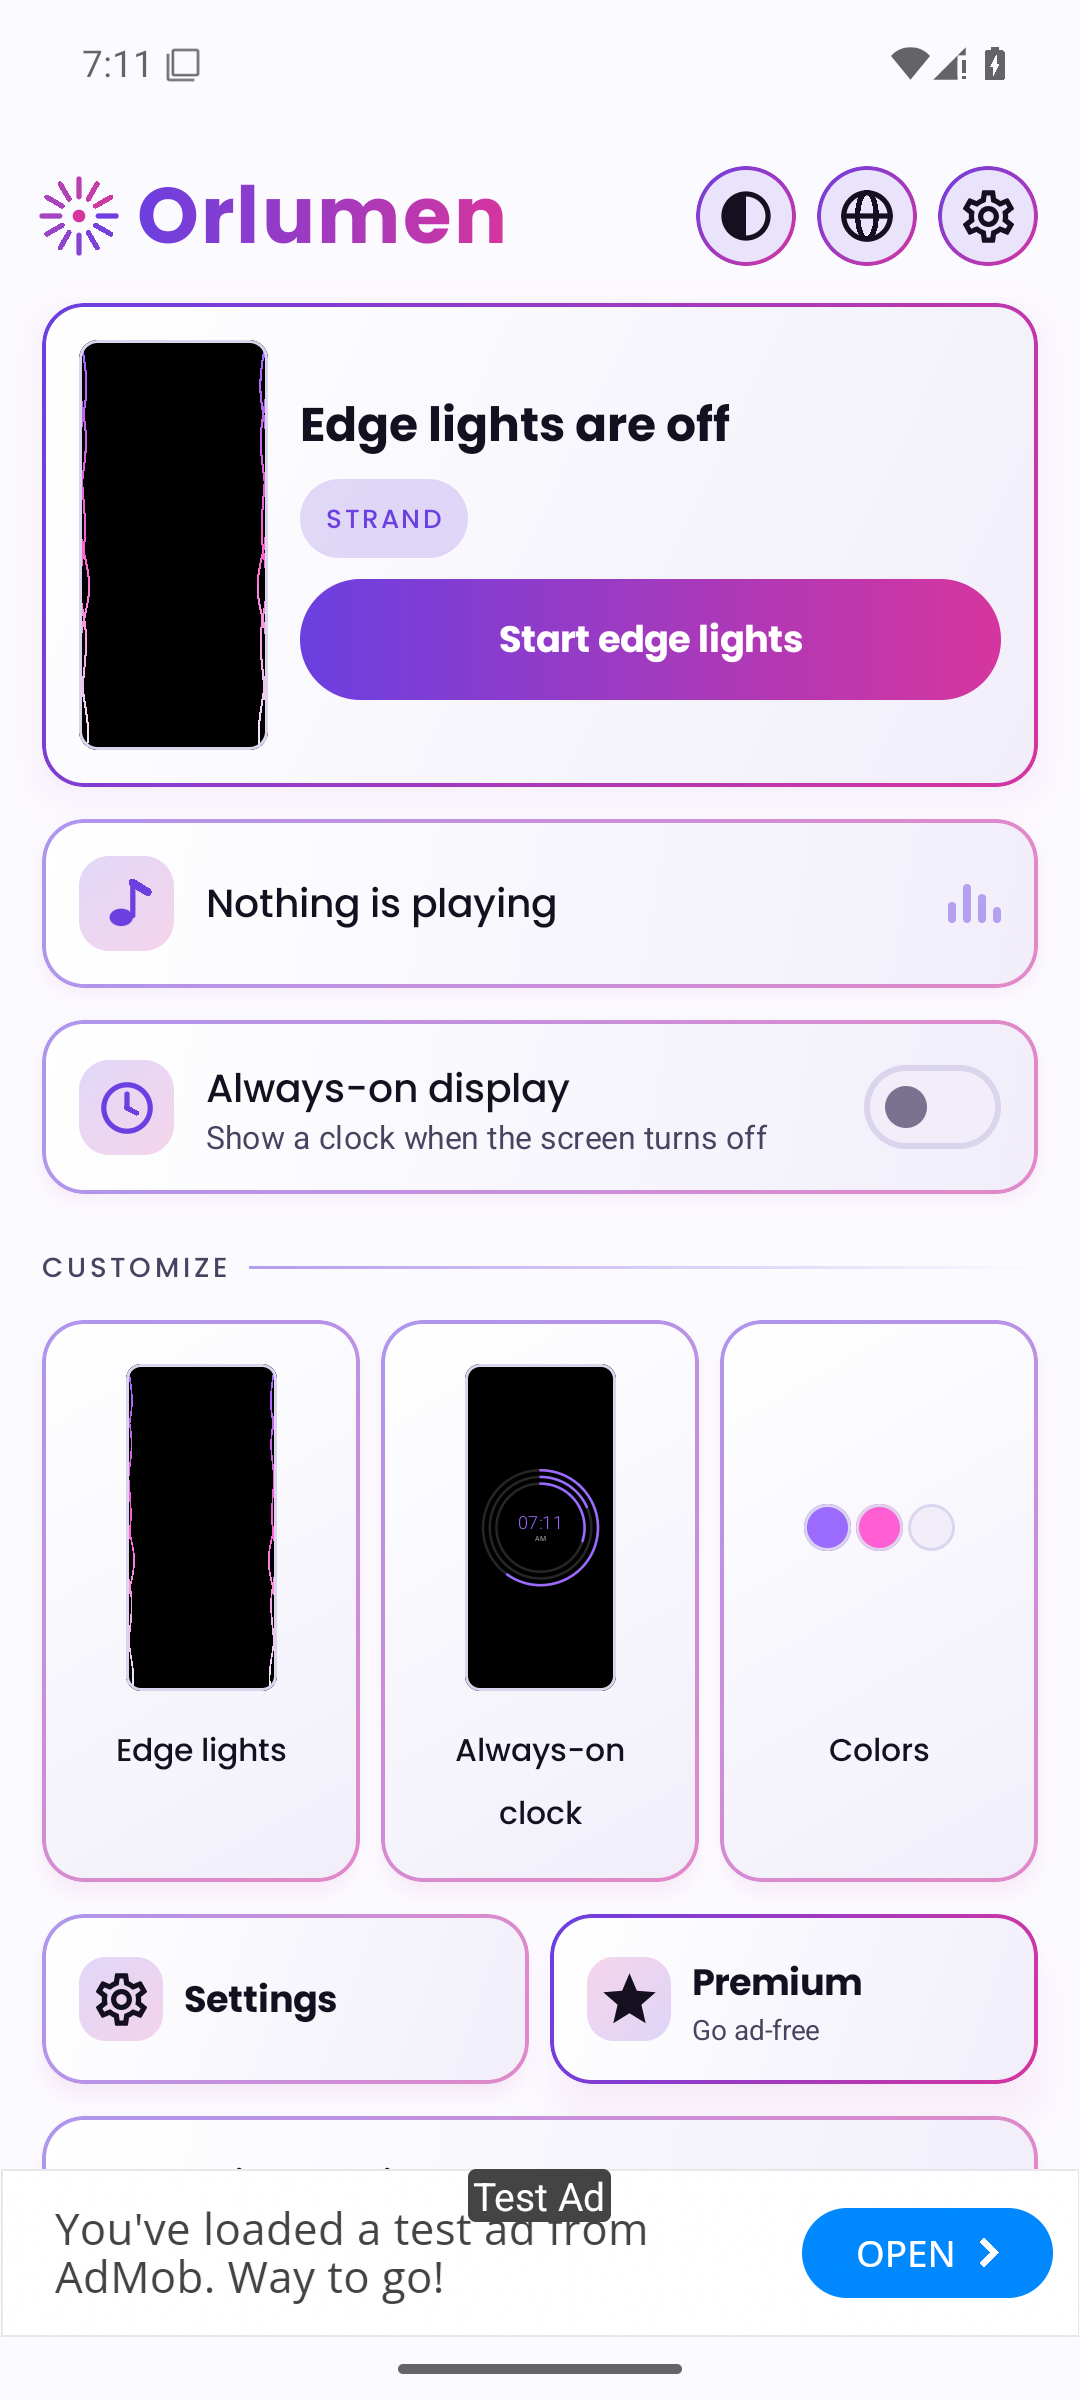 7:11
Orlumen
Edge lights are off
STRAND
Start edge lights
Nothing is playing
Always-on display
Show a clock when the screen turns off
CUSTOMIZE
07:11
AM
Edge lights
Always-on
clock
Colors
Settings
Premium
Go ad-free
Test Ad
You've loaded a test ad from
AdMob. Way to go!
OPEN